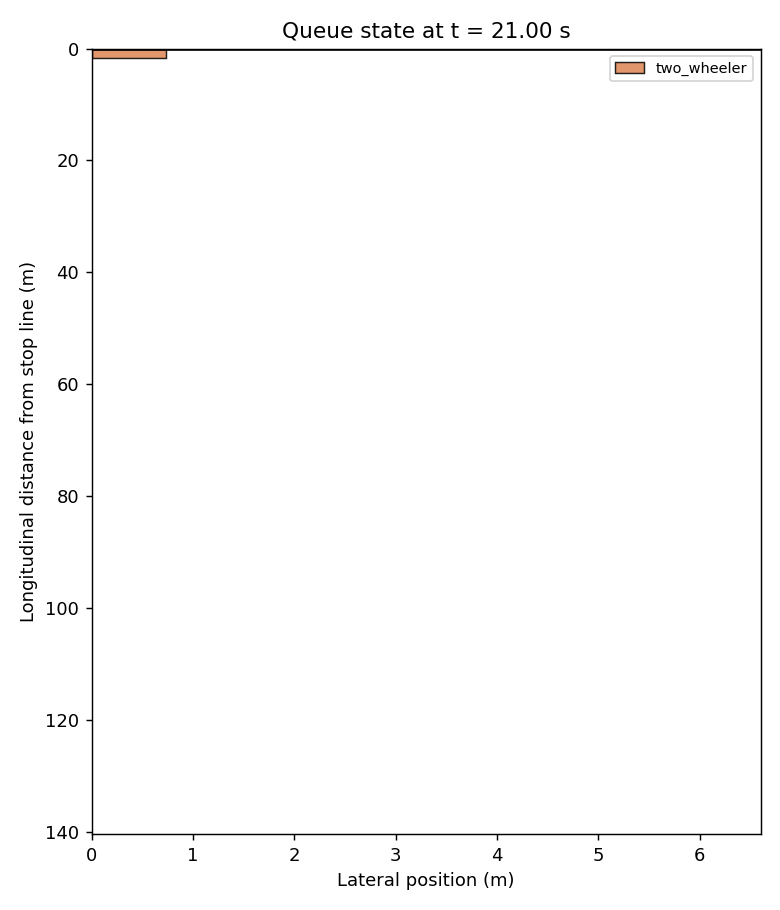 Queue state at t = 21.00 s
two_wheeler
Longitudinal distance from stop line (m)
0
20
40
60
80
100
120
140
0 1 2 3 4 5 6
Lateral position (m)